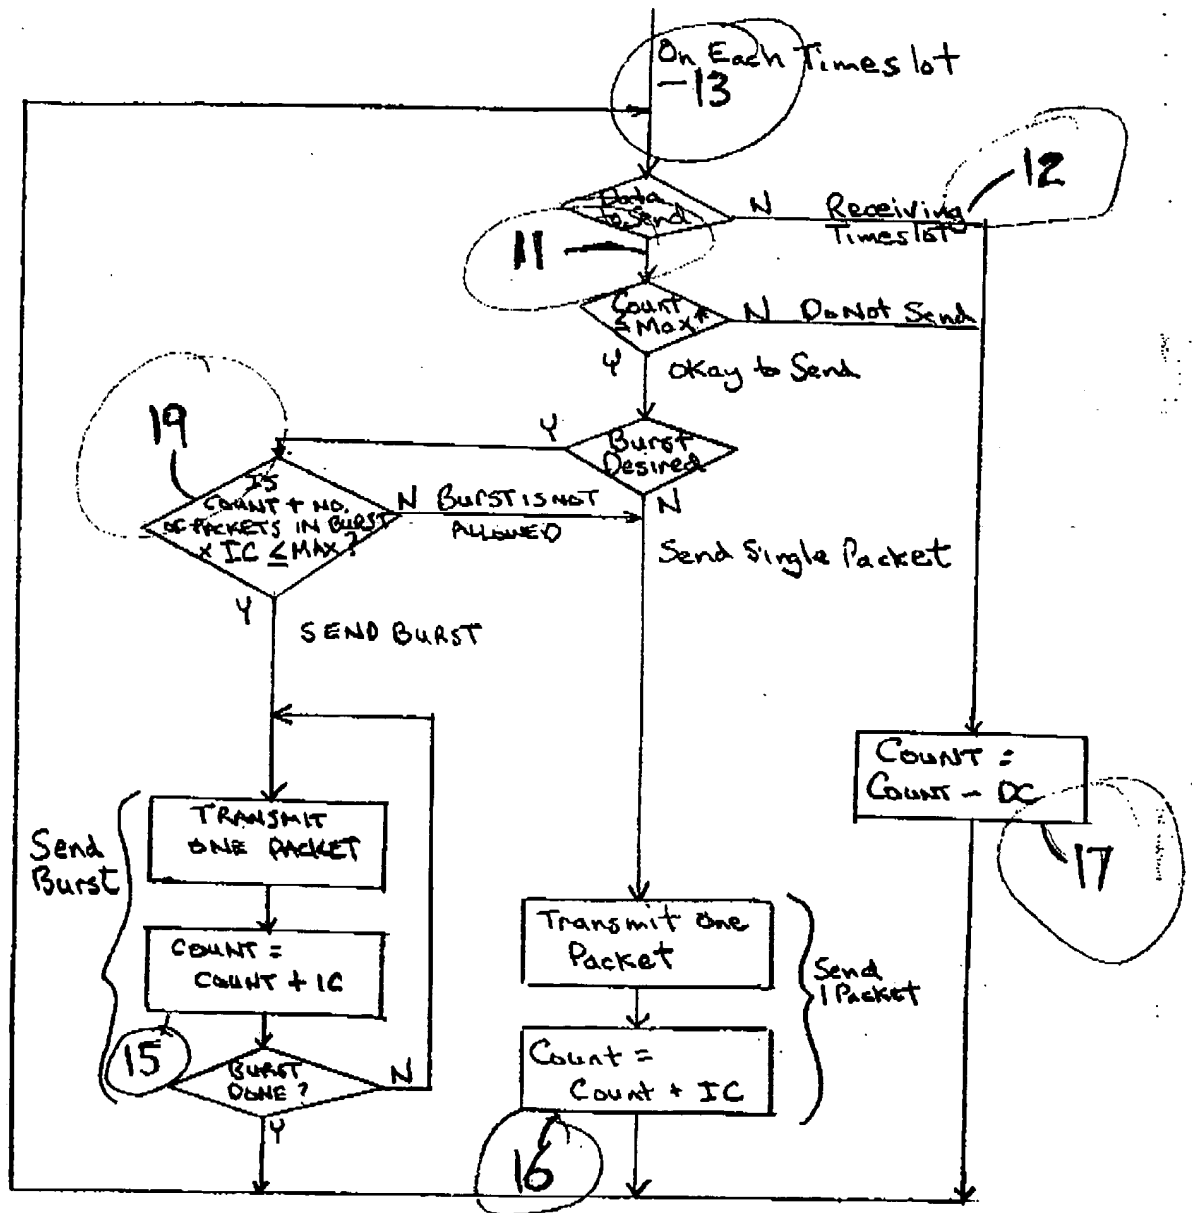 On Each Timeslot
-13
12
Data
to Send
N
Receiving
Timeslot
11
Count
≤ Max*
N
Do Not Send
Y
Okay to Send
19
Y
Burst
Desired
N
IS
COUNT + NO.
OF PACKETS IN BURST
x IC ≤ MAX?
N
BURST IS NOT
ALLOWED
Send Single Packet
Y
SEND BURST
COUNT =
COUNT - DC
17
Send
Burst
TRANSMIT
ONE PACKET
COUNT =
COUNT + IC
15
BURST
DONE?
N
Y
Transmit One
Packet
Send
1 Packet
Count =
Count + IC
16